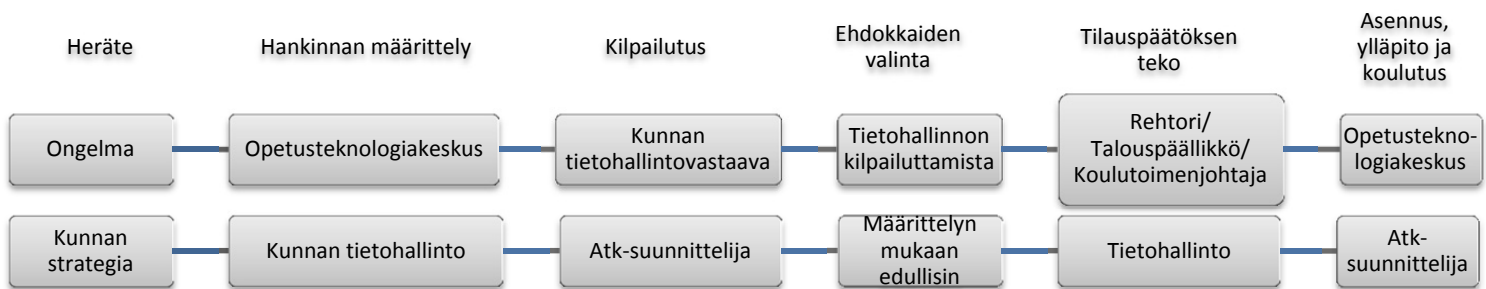 Heräte
Hankinnan määrittely
Kilpailutus
Ehdokkaiden
valinta
Tilauspäätöksen
teko
Asennus,
ylläpito ja
koulutus
Ongelma
Opetusteknologiakeskus
Kunnan
tietohallintovastaava
Tietohallinnon
kilpailuttamista
Rehtori/
Talouspäällikkö/
Koulutoimenjohtaja
Opetustekno-
logiakeskus
Kunnan
strategia
Kunnan tietohallinto
Atk-suunnittelija
Määrittelyn
mukaan
edullisin
Tietohallinto
Atk-
suunnittelija